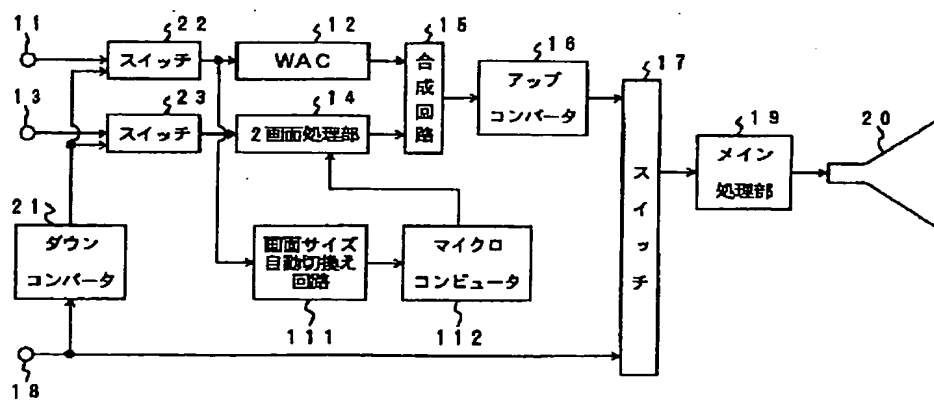 11
22
スイッチ
12
WAC
15
合成回路
16
アップ
コンバータ
17
スイッチ
13
23
スイッチ
14
2画面処理部
19
メイン
処理部
20
21
ダウン
コンバータ
画面サイズ
自動切換え
回路
111
マイクロ
コンピュータ
112
18